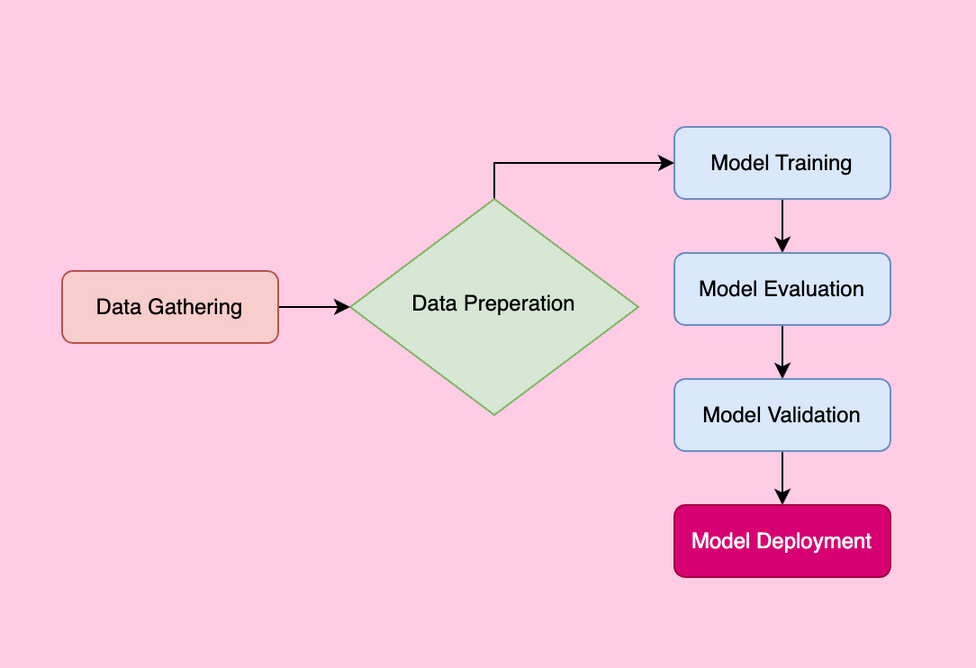 Data Gathering
Data Preperation
Model Training
Model Evaluation
Model Validation
Model Deployment